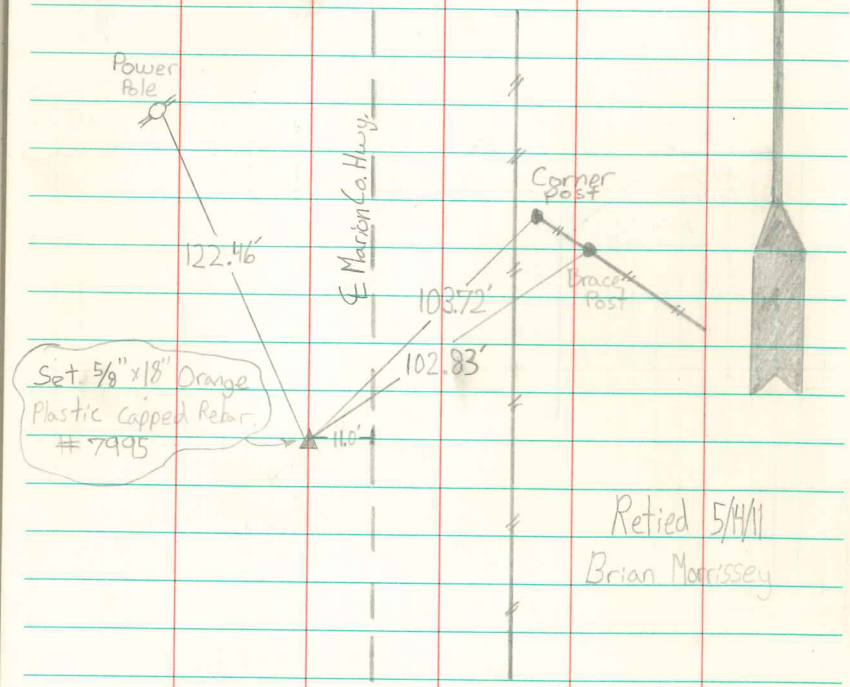 Power
Pole
℄ Marion Co. Hwy.
Corner
Post
122.46'
Brace
Post
103.72'
102.83'
Set 5/8" x 18" Orange
Plastic Capped Rebar.
# 7995
11.0'
Retied 5/14/11
Brian Morrissey